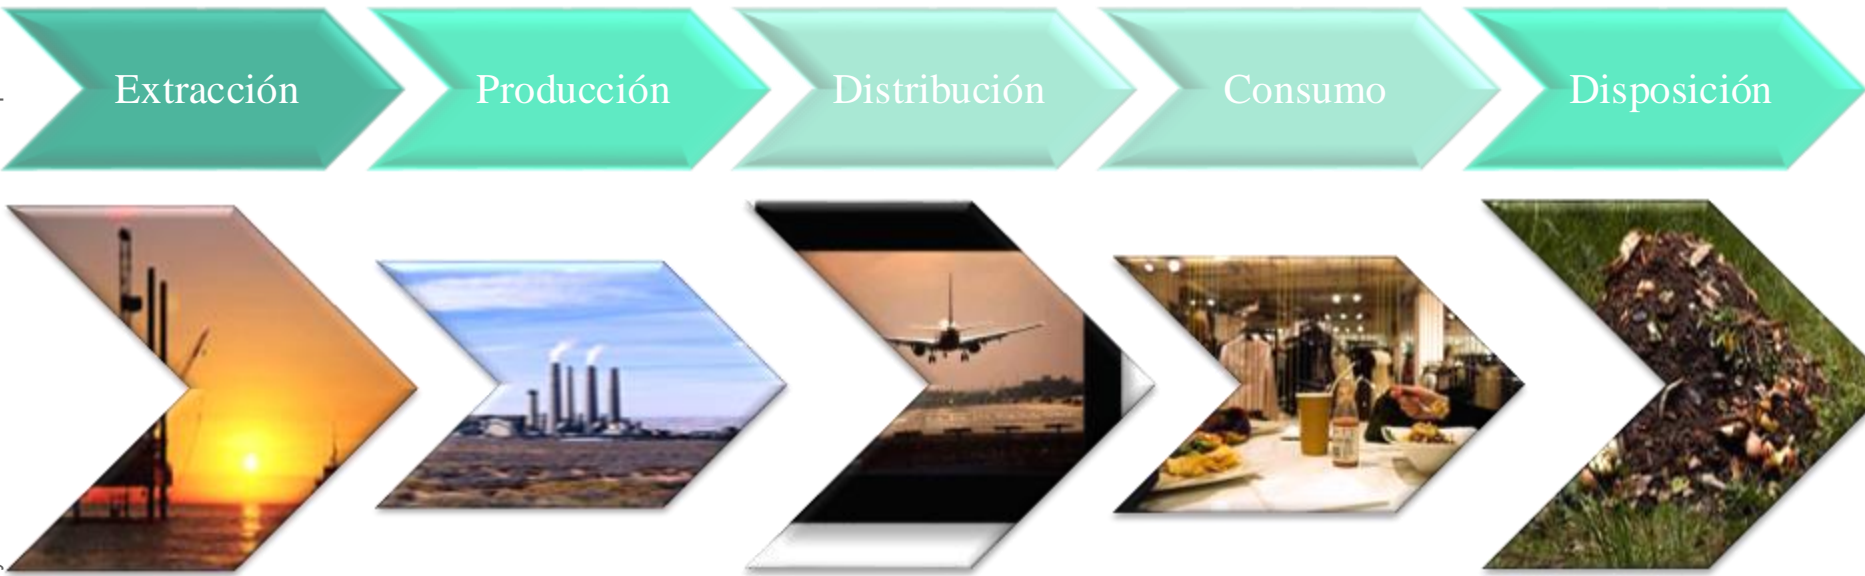 Extracción
Producción
Distribución
Consumo
Disposición